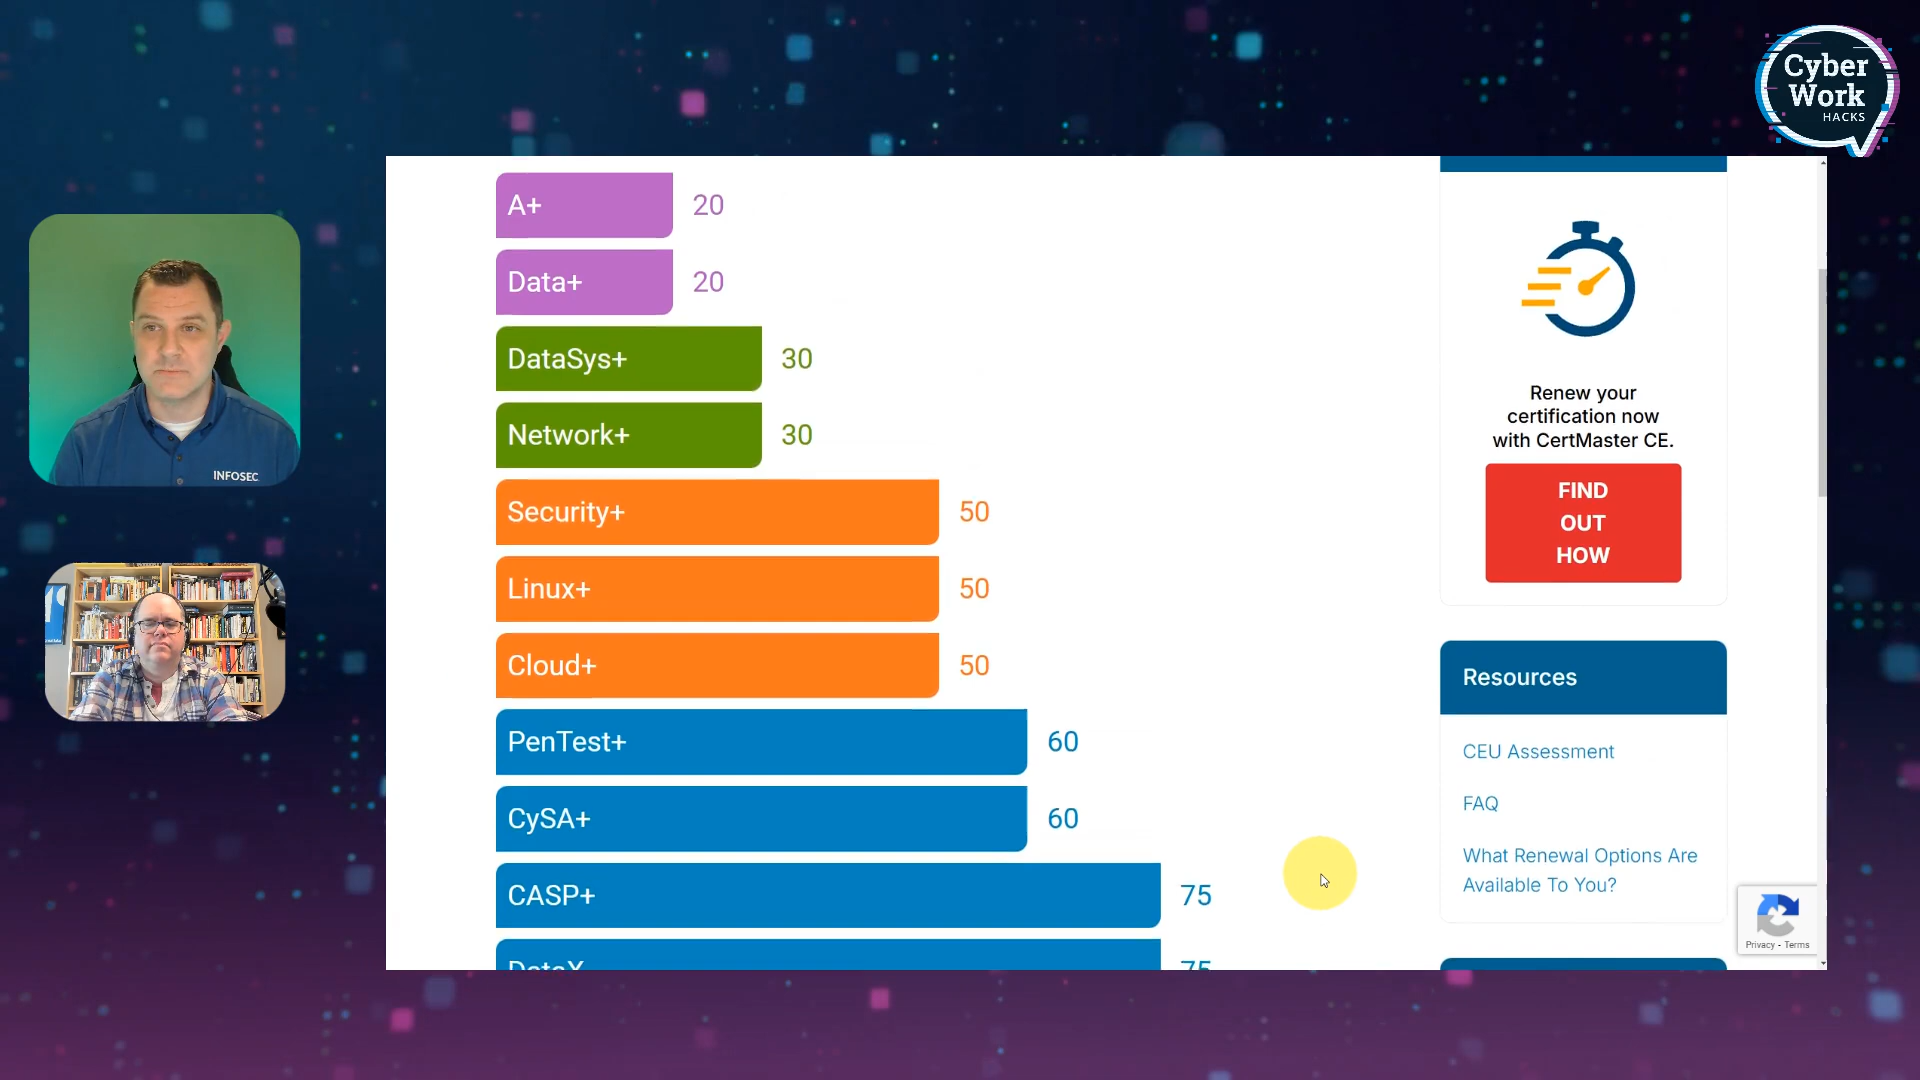 Cyber
Work
HACKS
INFOSEC
A+ 20
Data+ 20
DataSys+ 30
Network+ 30
Security+ 50
Linux+ 50
Cloud+ 50
PenTest+ 60
CySA+ 60
CASP+ 75
DataX 75
Renew your
certification now
with CertMaster CE.
FIND
OUT
HOW
Resources
CEU Assessment
FAQ
What Renewal Options Are
Available To You?
Privacy - Terms